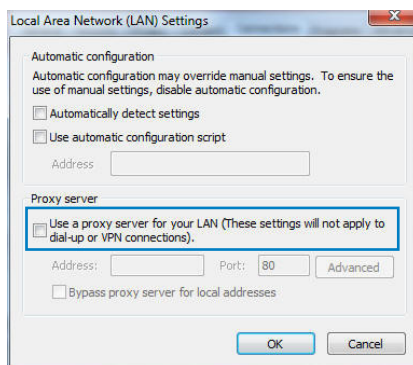 Local Area Network (LAN) Settings
Automatic configuration
Automatic configuration may override manual settings. To ensure the
use of manual settings, disable automatic configuration.
Automatically detect settings
Use automatic configuration script
Address
Proxy server
Use a proxy server for your LAN (These settings will not apply to
dial-up or VPN connections).
Address: Port: 80 Advanced
Bypass proxy server for local addresses
OK Cancel